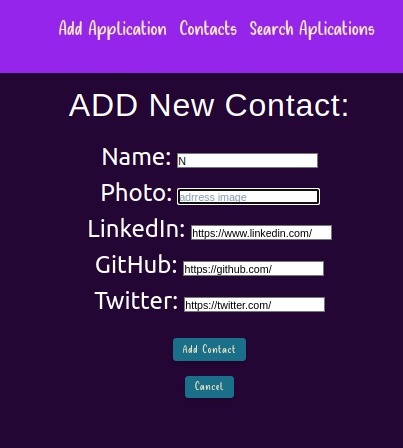 Add Application Contacts Search Aplications
ADD New Contact:
Name: N
Photo: adrress image
LinkedIn: https://www.linkedin.com/
GitHub: https://github.com/
Twitter: https://twitter.com/
Add Contact
Cancel